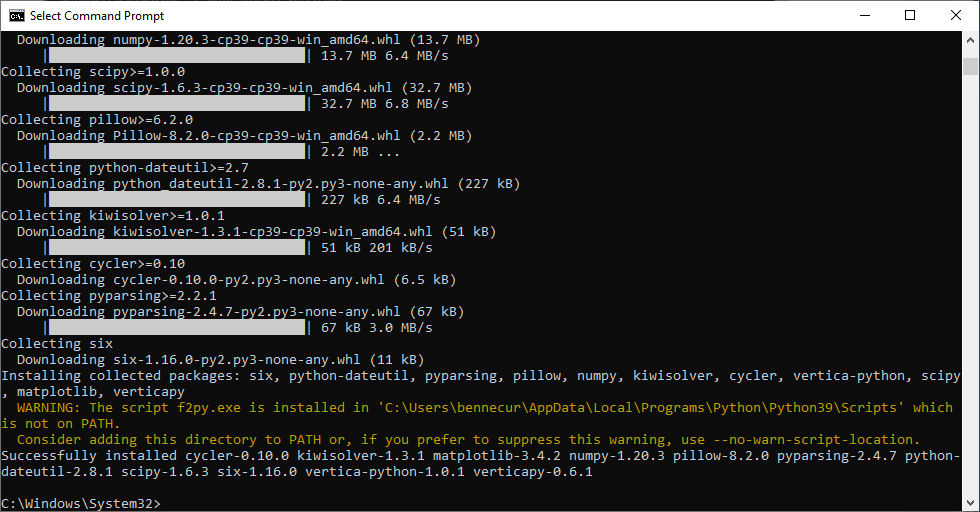 Select Command Prompt
Downloading numpy-1.20.3-cp39-cp39-win_amd64.whl (13.7 MB)
| | 13.7 MB 6.4 MB/s
Collecting scipy>=1.0.0
Downloading scipy-1.6.3-cp39-cp39-win_amd64.whl (32.7 MB)
| | 32.7 MB 6.8 MB/s
Collecting pillow>=6.2.0
Downloading Pillow-8.2.0-cp39-cp39-win_amd64.whl (2.2 MB)
| | 2.2 MB ...
Collecting python-dateutil>=2.7
Downloading python_dateutil-2.8.1-py2.py3-none-any.whl (227 kB)
| | 227 kB 6.4 MB/s
Collecting kiwisolver>=1.0.1
Downloading kiwisolver-1.3.1-cp39-cp39-win_amd64.whl (51 kB)
| | 51 kB 201 kB/s
Collecting cycler>=0.10
Downloading cycler-0.10.0-py2.py3-none-any.whl (6.5 kB)
Collecting pyparsing>=2.2.1
Downloading pyparsing-2.4.7-py2.py3-none-any.whl (67 kB)
| | 67 kB 3.0 MB/s
Collecting six
Downloading six-1.16.0-py2.py3-none-any.whl (11 kB)
Installing collected packages: six, python-dateutil, pyparsing, pillow, numpy, kiwisolver, cycler, vertica-python, scipy
, matplotlib, verticapy
WARNING: The script f2py.exe is installed in 'C:\Users\bennecur\AppData\Local\Programs\Python\Python39\Scripts' which
is not on PATH.
Consider adding this directory to PATH or, if you prefer to suppress this warning, use --no-warn-script-location.
Successfully installed cycler-0.10.0 kiwisolver-1.3.1 matplotlib-3.4.2 numpy-1.20.3 pillow-8.2.0 pyparsing-2.4.7 python-
dateutil-2.8.1 scipy-1.6.3 six-1.16.0 vertica-python-1.0.1 verticapy-0.6.1
C:\Windows\System32>